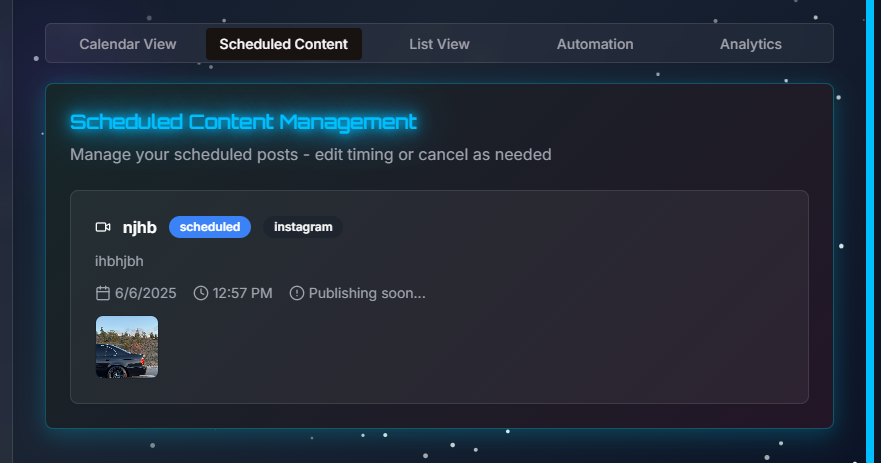 Calendar View Scheduled Content List View Automation Analytics
Scheduled Content Management
Manage your scheduled posts - edit timing or cancel as needed
njhb scheduled instagram
ihbhjbh
6/6/2025 12:57 PM Publishing soon...